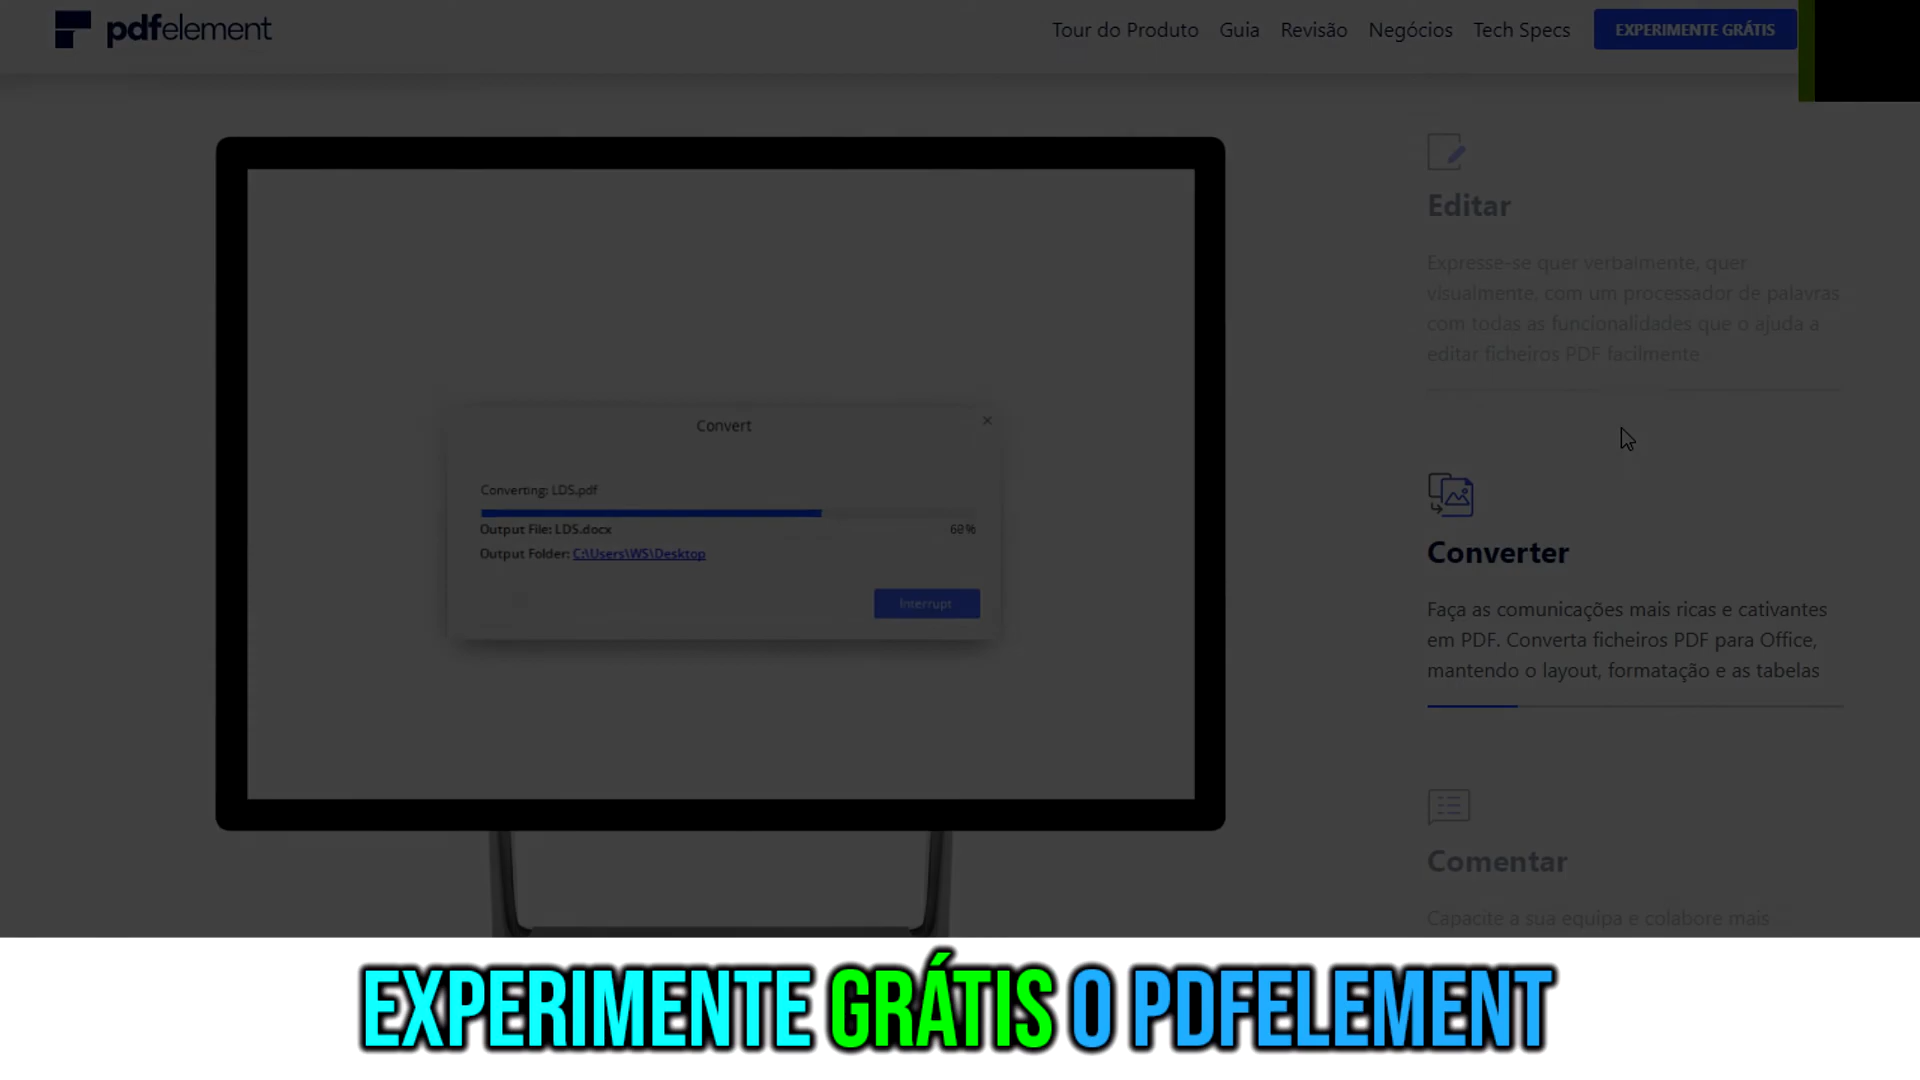 pdfelement
Tour do Produto
Guia
Revisão
Negócios
Tech Specs
EXPERIMENTE GRÁTIS
Convert
Converting: LDS.pdf
Output File: LDS.docx
60%
Output Folder: C:\Users\WS\Desktop
Interrupt
Editar
Expresse-se quer verbalmente, quer
visualmente, com um processador de palavras
com todas as funcionalidades que o ajuda a
editar ficheiros PDF facilmente
Converter
Faça as comunicações mais ricas e cativantes
em PDF. Converta ficheiros PDF para Office,
mantendo o layout, formatação e as tabelas
Comentar
Capacite a sua equipa e colabore mais
EXPERIMENTE GRÁTIS O PDFELEMENT